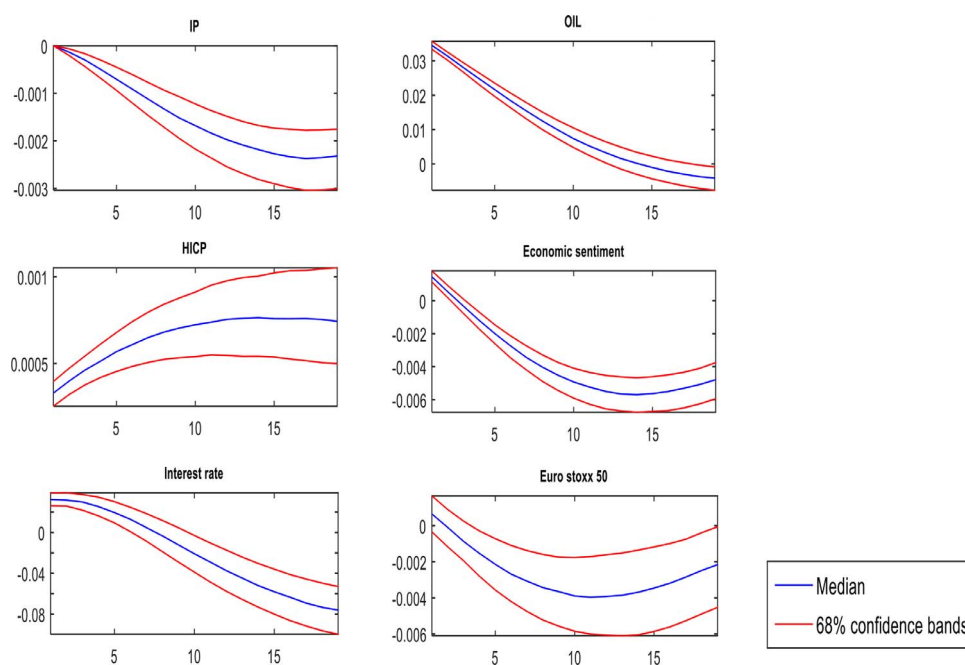 IP
0
-0.001
-0.002
-0.003
5 10 15
OIL
0.03
0.02
0.01
0
5 10 15
HICP
0.001
0.0005
5 10 15
Economic sentiment
0
-0.002
-0.004
-0.006
5 10 15
Interest rate
0
-0.04
-0.08
5 10 15
Euro stoxx 50
0
-0.002
-0.004
-0.006
5 10 15
Median
68% confidence bands